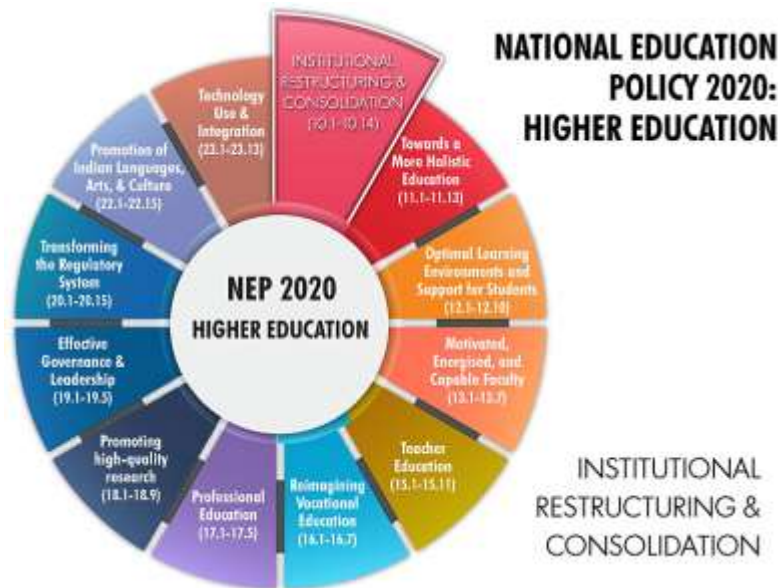 NATIONAL EDUCATION
POLICY 2020:
HIGHER EDUCATION
INSTITUTIONAL
RESTRUCTURING &
CONSOLIDATION
(10.1-10.14)
Towards a
More Holistic
Education
(11.1-11.13)
Optimal Learning
Environments and
Support for Students
(12.1-12.10)
Motivated,
Energised, and
Capable Faculty
(13.1-13.7)
Teacher
Education
(15.1-15.11)
Reimagining
Vocational
Education
(16.1-16.7)
Professional
Education
(17.1-17.5)
Promoting
high-quality
research
(18.1-18.9)
Effective
Governance &
Leadership
(19.1-19.5)
Transforming
the Regulatory
System
(20.1-20.15)
Promotion of
Indian Languages,
Arts, & Culture
(22.1-22.15)
Technology
Use &
Integration
(23.1-23.13)
NEP 2020
HIGHER EDUCATION
INSTITUTIONAL
RESTRUCTURING &
CONSOLIDATION